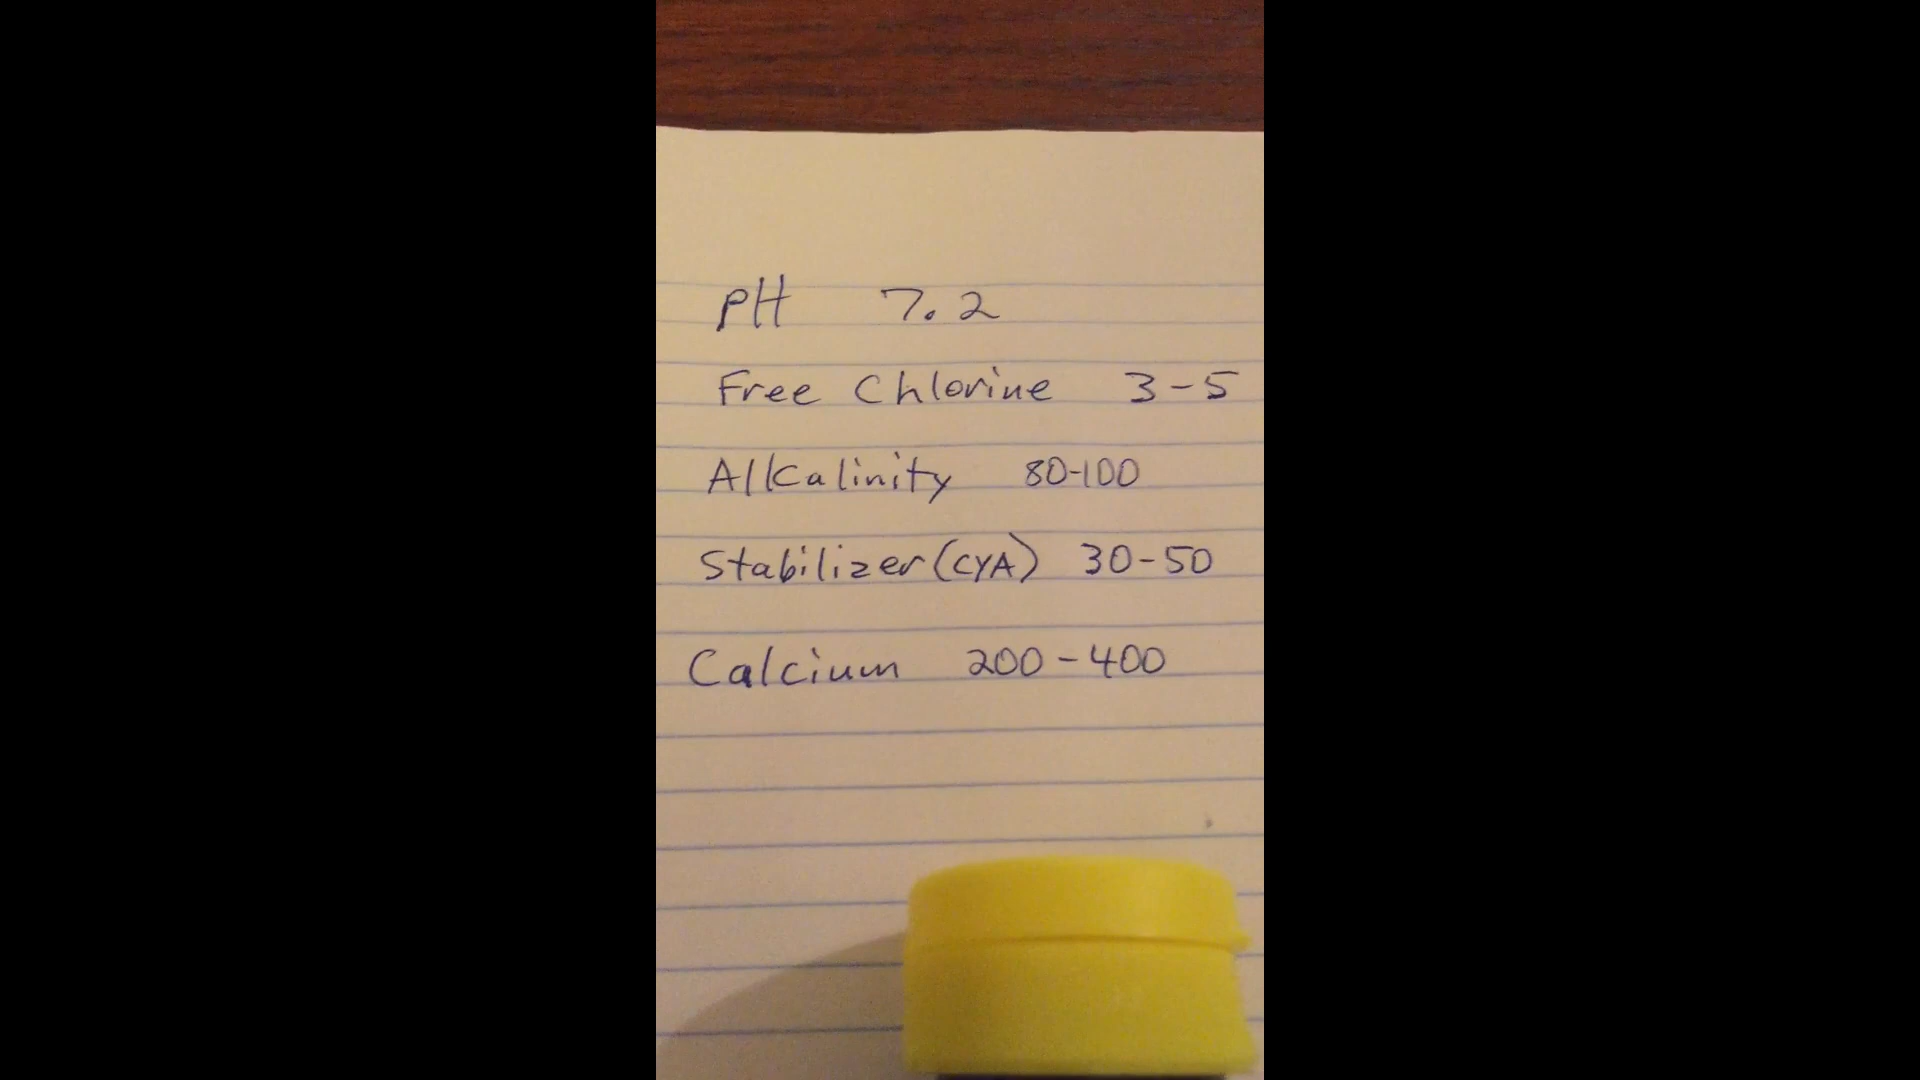 pH 7.2
Free Chlorine 3-5
Alkalinity 80-100
Stabilizer (CYA) 30-50
Calcium 200-400